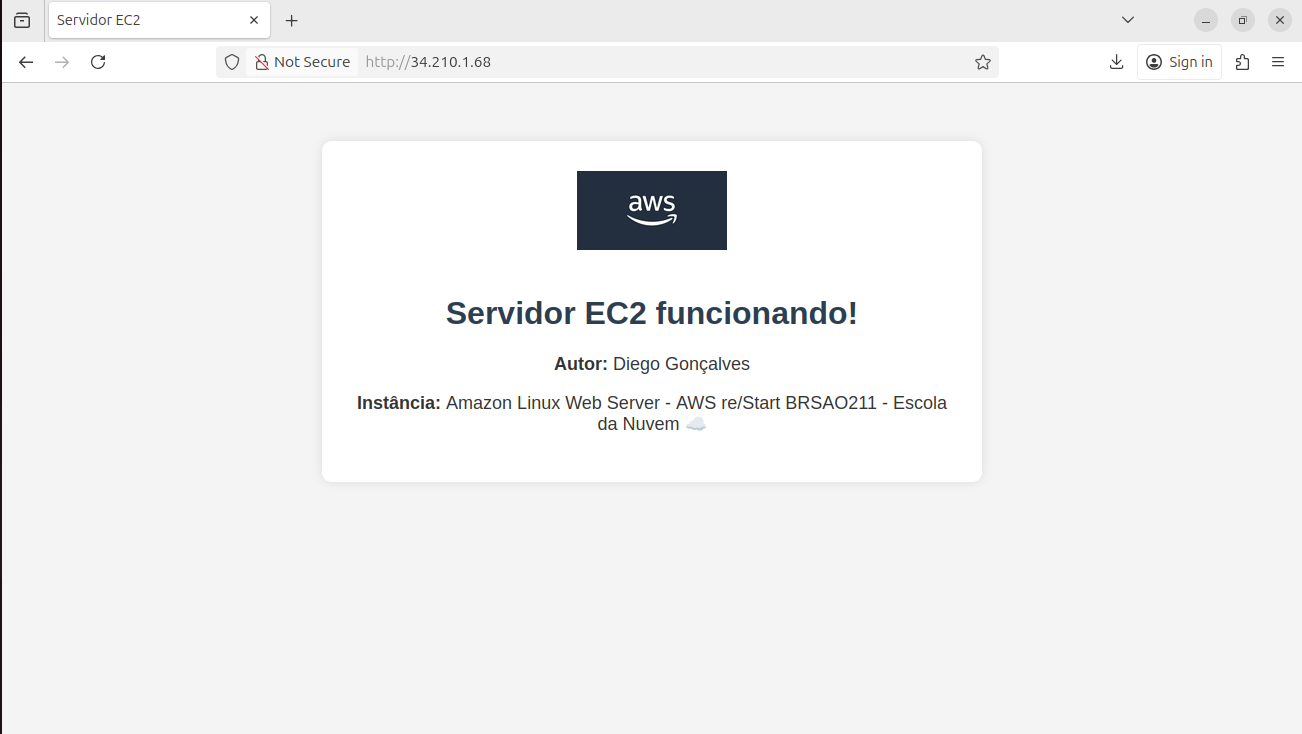 Servidor EC2
Not Secure
http://34.210.1.68
Sign in
aws
Servidor EC2 funcionando!
Autor: Diego Gonçalves
Instância: Amazon Linux Web Server - AWS re/Start BRSAO211 - Escola
da Nuvem ☁️